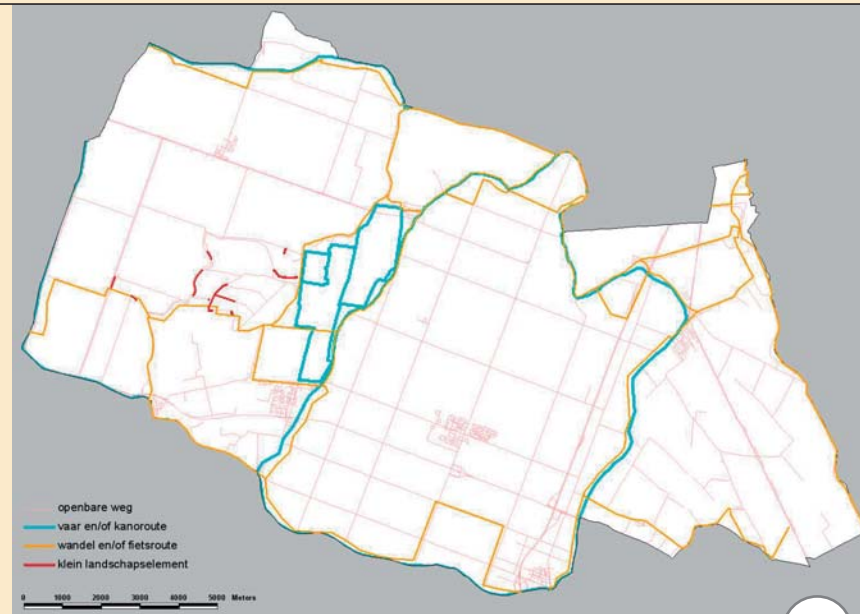 openbare weg
vaar en/of kanoroute
wandel en/of fietsroute
klein landschapselement
0 1000 2000 3000 4000 5000 Meters